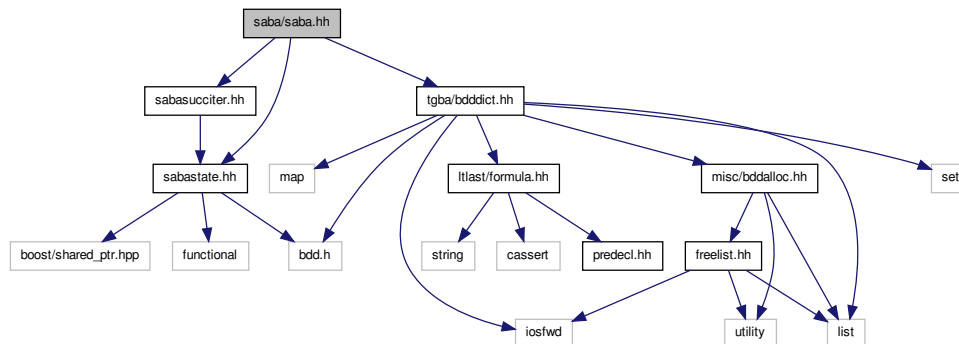 saba/saba.hh
sabasucciter.hh
tgba/bdddict.hh
sabastate.hh
map
ltlast/formula.hh
misc/bddalloc.hh
set
boost/shared_ptr.hpp
functional
bdd.h
string
cassert
predecl.hh
freelist.hh
iosfwd
utility
list